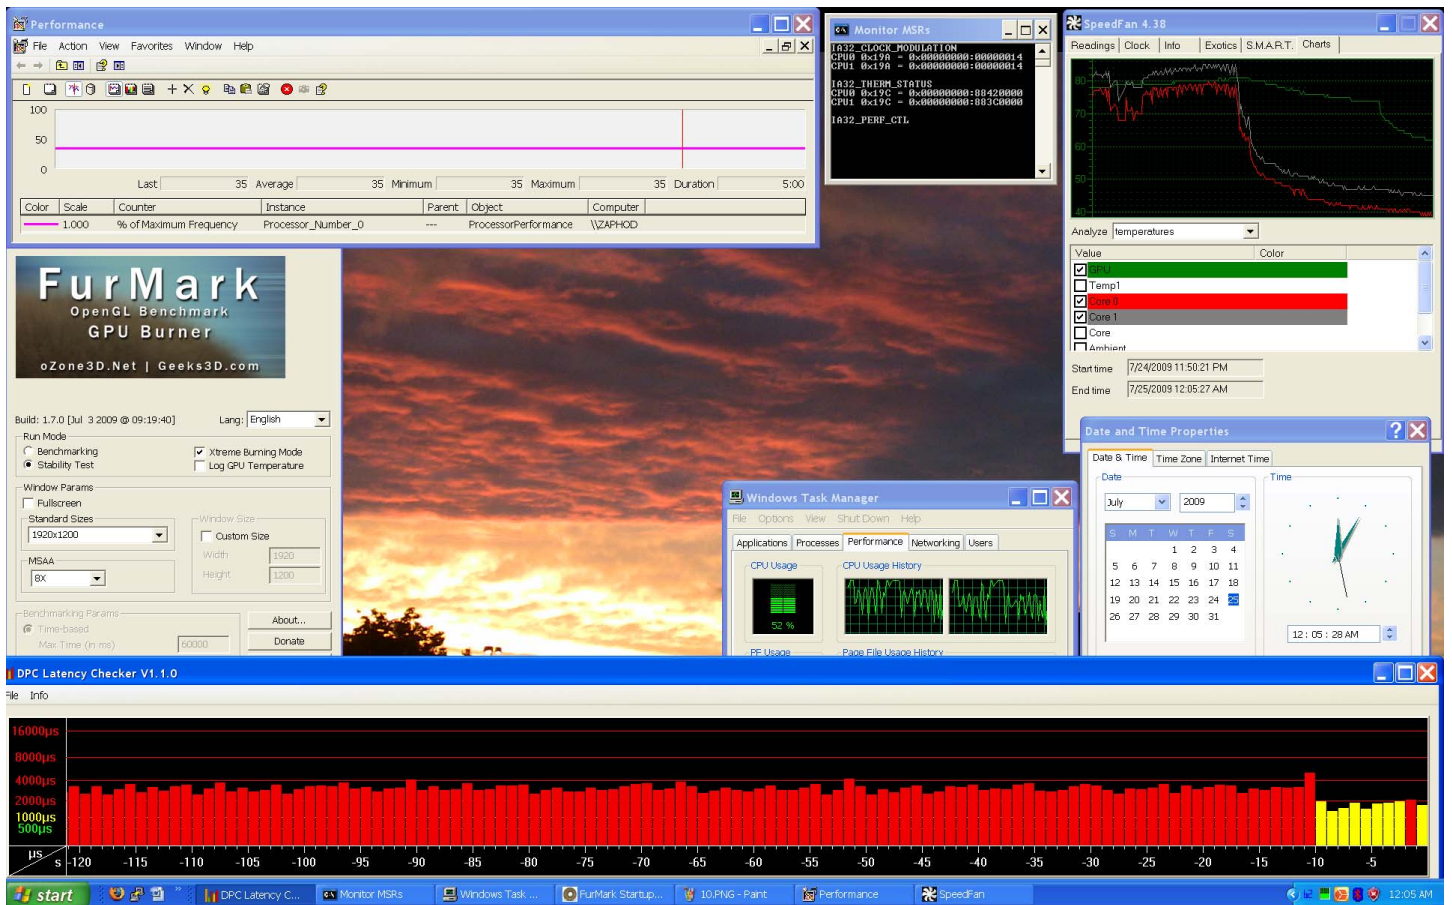 Performance
File Action View Favorites Window Help
100
50
0
Last 35 Average 35 Minimum 35 Maximum 35 Duration 5:00
Color Scale Counter Instance Parent Object Computer
1.000 % of Maximum Frequency Processor_Number_0 --- ProcessorPerformance \\ZAPHOD
Monitor MSRs
IA32_CLOCK_MODULATION
CPU0 0x19A = 0x00000000:00000014
CPU1 0x19A = 0x00000000:00000014
IA32_THERM_STATUS
CPU0 0x19C = 0x00000000:88420000
CPU1 0x19C = 0x00000000:883C0000
IA32_PERF_CTL
SpeedFan 4.38
Readings Clock Info Exotics S.M.A.R.T. Charts
80
70
60
50
40
Analyze temperatures
Value Color
GPU
Temp1
Core 0
Core 1
Core
Ambient
Start time 7/24/2009 11:50:21 PM
End time 7/25/2009 12:05:27 AM
FurMark
OpenGL Benchmark
GPU Burner
oZone3D.Net | Geeks3D.com
Build: 1.7.0 [Jul 3 2009 @ 09:19:40] Lang: English
Run Mode
Benchmarking
Stability Test
Xtreme Burning Mode
Log GPU Temperature
Window Params
Fullscreen
Standard Sizes
1920x1200
MSAA
8X
Window Size
Custom Size
Width 1920
Height 1200
Benchmarking Params
Time-based
Max Time (in ms) 60000
About...
Donate
Windows Task Manager
File Options View Shut Down Help
Applications Processes Performance Networking Users
CPU Usage CPU Usage History
52 %
PF Usage Page File Usage History
Date and Time Properties
Date & Time Time Zone Internet Time
Date
July 2009
S M T W T F S
1 2 3 4
5 6 7 8 9 10 11
12 13 14 15 16 17 18
19 20 21 22 23 24 25
26 27 28 29 30 31
Time
12:05:28 AM
DPC Latency Checker V1.1.0
File Info
16000µs
8000µs
4000µs
2000µs
1000µs
500µs
µs s -120 -115 -110 -105 -100 -95 -90 -85 -80 -75 -70 -65 -60 -55 -50 -45 -40 -35 -30 -25 -20 -15 -10 -5
start DPC Latency C... Monitor MSRs Windows Task ... FurMark Startup... 10.PNG - Paint Performance SpeedFan 12:05 AM